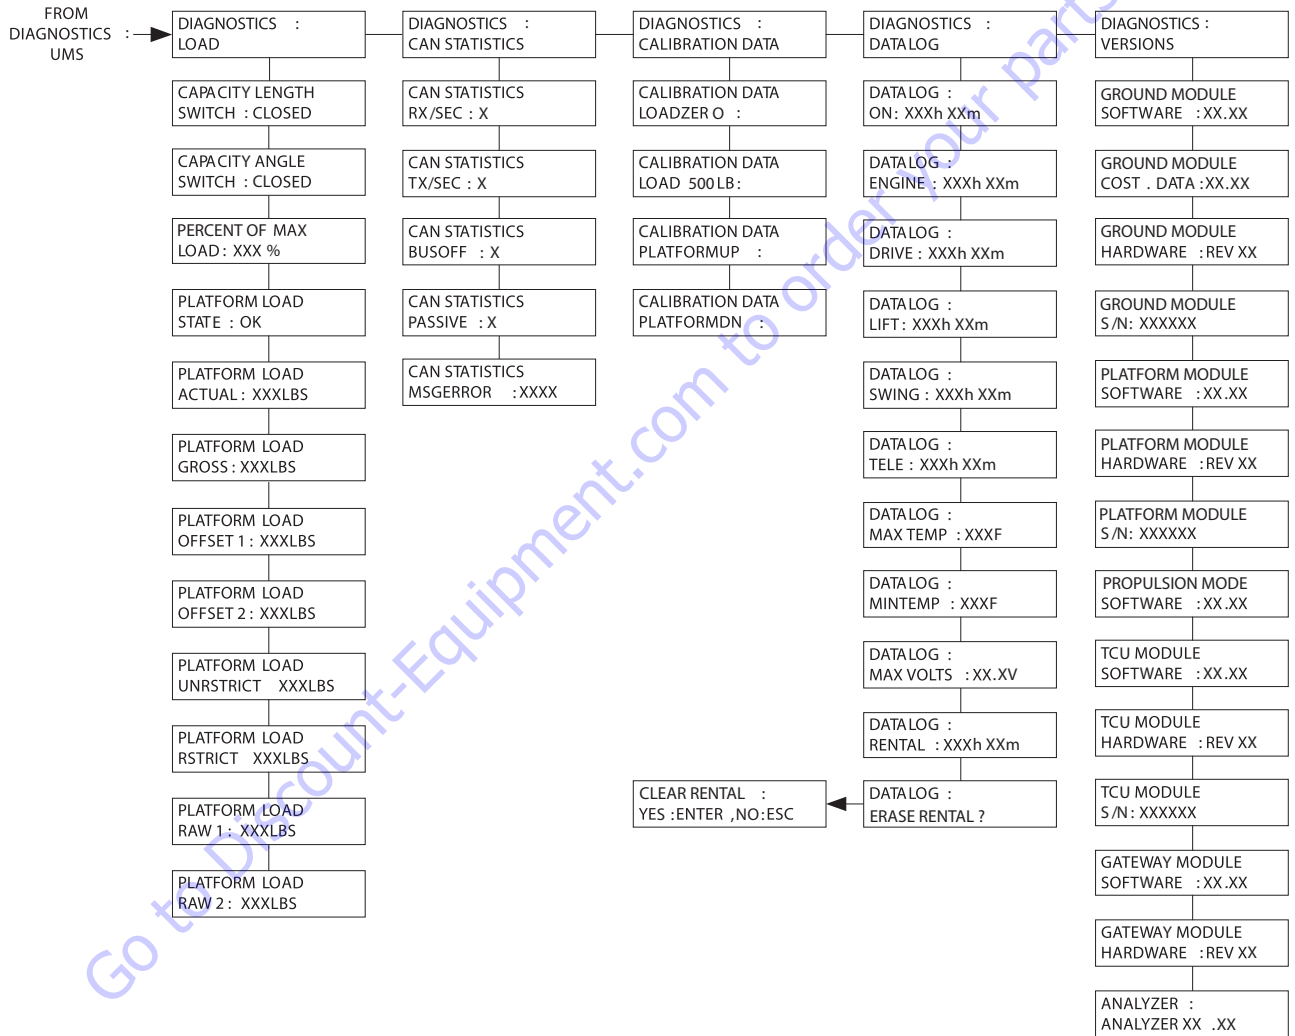 FROM
DIAGNOSTICS :
UMS
DIAGNOSTICS :
LOAD
CAPACITY LENGTH
SWITCH : CLOSED
CAPACITY ANGLE
SWITCH : CLOSED
PERCENT OF MAX
LOAD : XXX %
PLATFORM LOAD
STATE : OK
PLATFORM LOAD
ACTUAL : XXXLBS
PLATFORM LOAD
GROSS : XXXLBS
PLATFORM LOAD
OFFSET 1 : XXXLBS
PLATFORM LOAD
OFFSET 2 : XXXLBS
PLATFORM LOAD
UNRSTRICT XXXLBS
PLATFORM LOAD
RSTRICT XXXLBS
PLATFORM LOAD
RAW 1 : XXXLBS
PLATFORM LOAD
RAW 2 : XXXLBS
DIAGNOSTICS :
CAN STATISTICS
CAN STATISTICS
RX/SEC : X
CAN STATISTICS
TX/SEC : X
CAN STATISTICS
BUSOFF : X
CAN STATISTICS
PASSIVE : X
CAN STATISTICS
MSGERROR :XXXX
DIAGNOSTICS :
CALIBRATION DATA
CALIBRATION DATA
LOADZERO :
CALIBRATION DATA
LOAD 500LB:
CALIBRATION DATA
PLATFORMUP :
CALIBRATION DATA
PLATFORMDN :
DIAGNOSTICS :
DATALOG
DATALOG :
ON: XXXh XXm
DATALOG :
ENGINE : XXXh XXm
DATALOG :
DRIVE : XXXh XXm
DATALOG :
LIFT : XXXh XXm
DATALOG :
SWING : XXXh XXm
DATALOG :
TELE : XXXh XXm
DATALOG :
MAX TEMP : XXXF
DATALOG :
MINTEMP : XXXF
DATALOG :
MAX VOLTS : XX.XV
DATALOG :
RENTAL : XXXh XXm
DATALOG :
ERASE RENTAL ?
CLEAR RENTAL :
YES :ENTER ,NO:ESC
DIAGNOSTICS :
VERSIONS
GROUND MODULE
SOFTWARE : XX.XX
GROUND MODULE
COST . DATA :XX.XX
GROUND MODULE
HARDWARE : REV XX
GROUND MODULE
S/N: XXXXXX
PLATFORM MODULE
SOFTWARE : XX.XX
PLATFORM MODULE
HARDWARE : REV XX
PLATFORM MODULE
S/N: XXXXXX
PROPULSION MODE
SOFTWARE : XX.XX
TCU MODULE
SOFTWARE : XX.XX
TCU MODULE
HARDWARE : REV XX
TCU MODULE
S/N: XXXXXX
GATEWAY MODULE
SOFTWARE : XX.XX
GATEWAY MODULE
HARDWARE : REV XX
ANALYZER :
ANALYZER XX .XX
Go to Discount-Equipment.com to order your parts